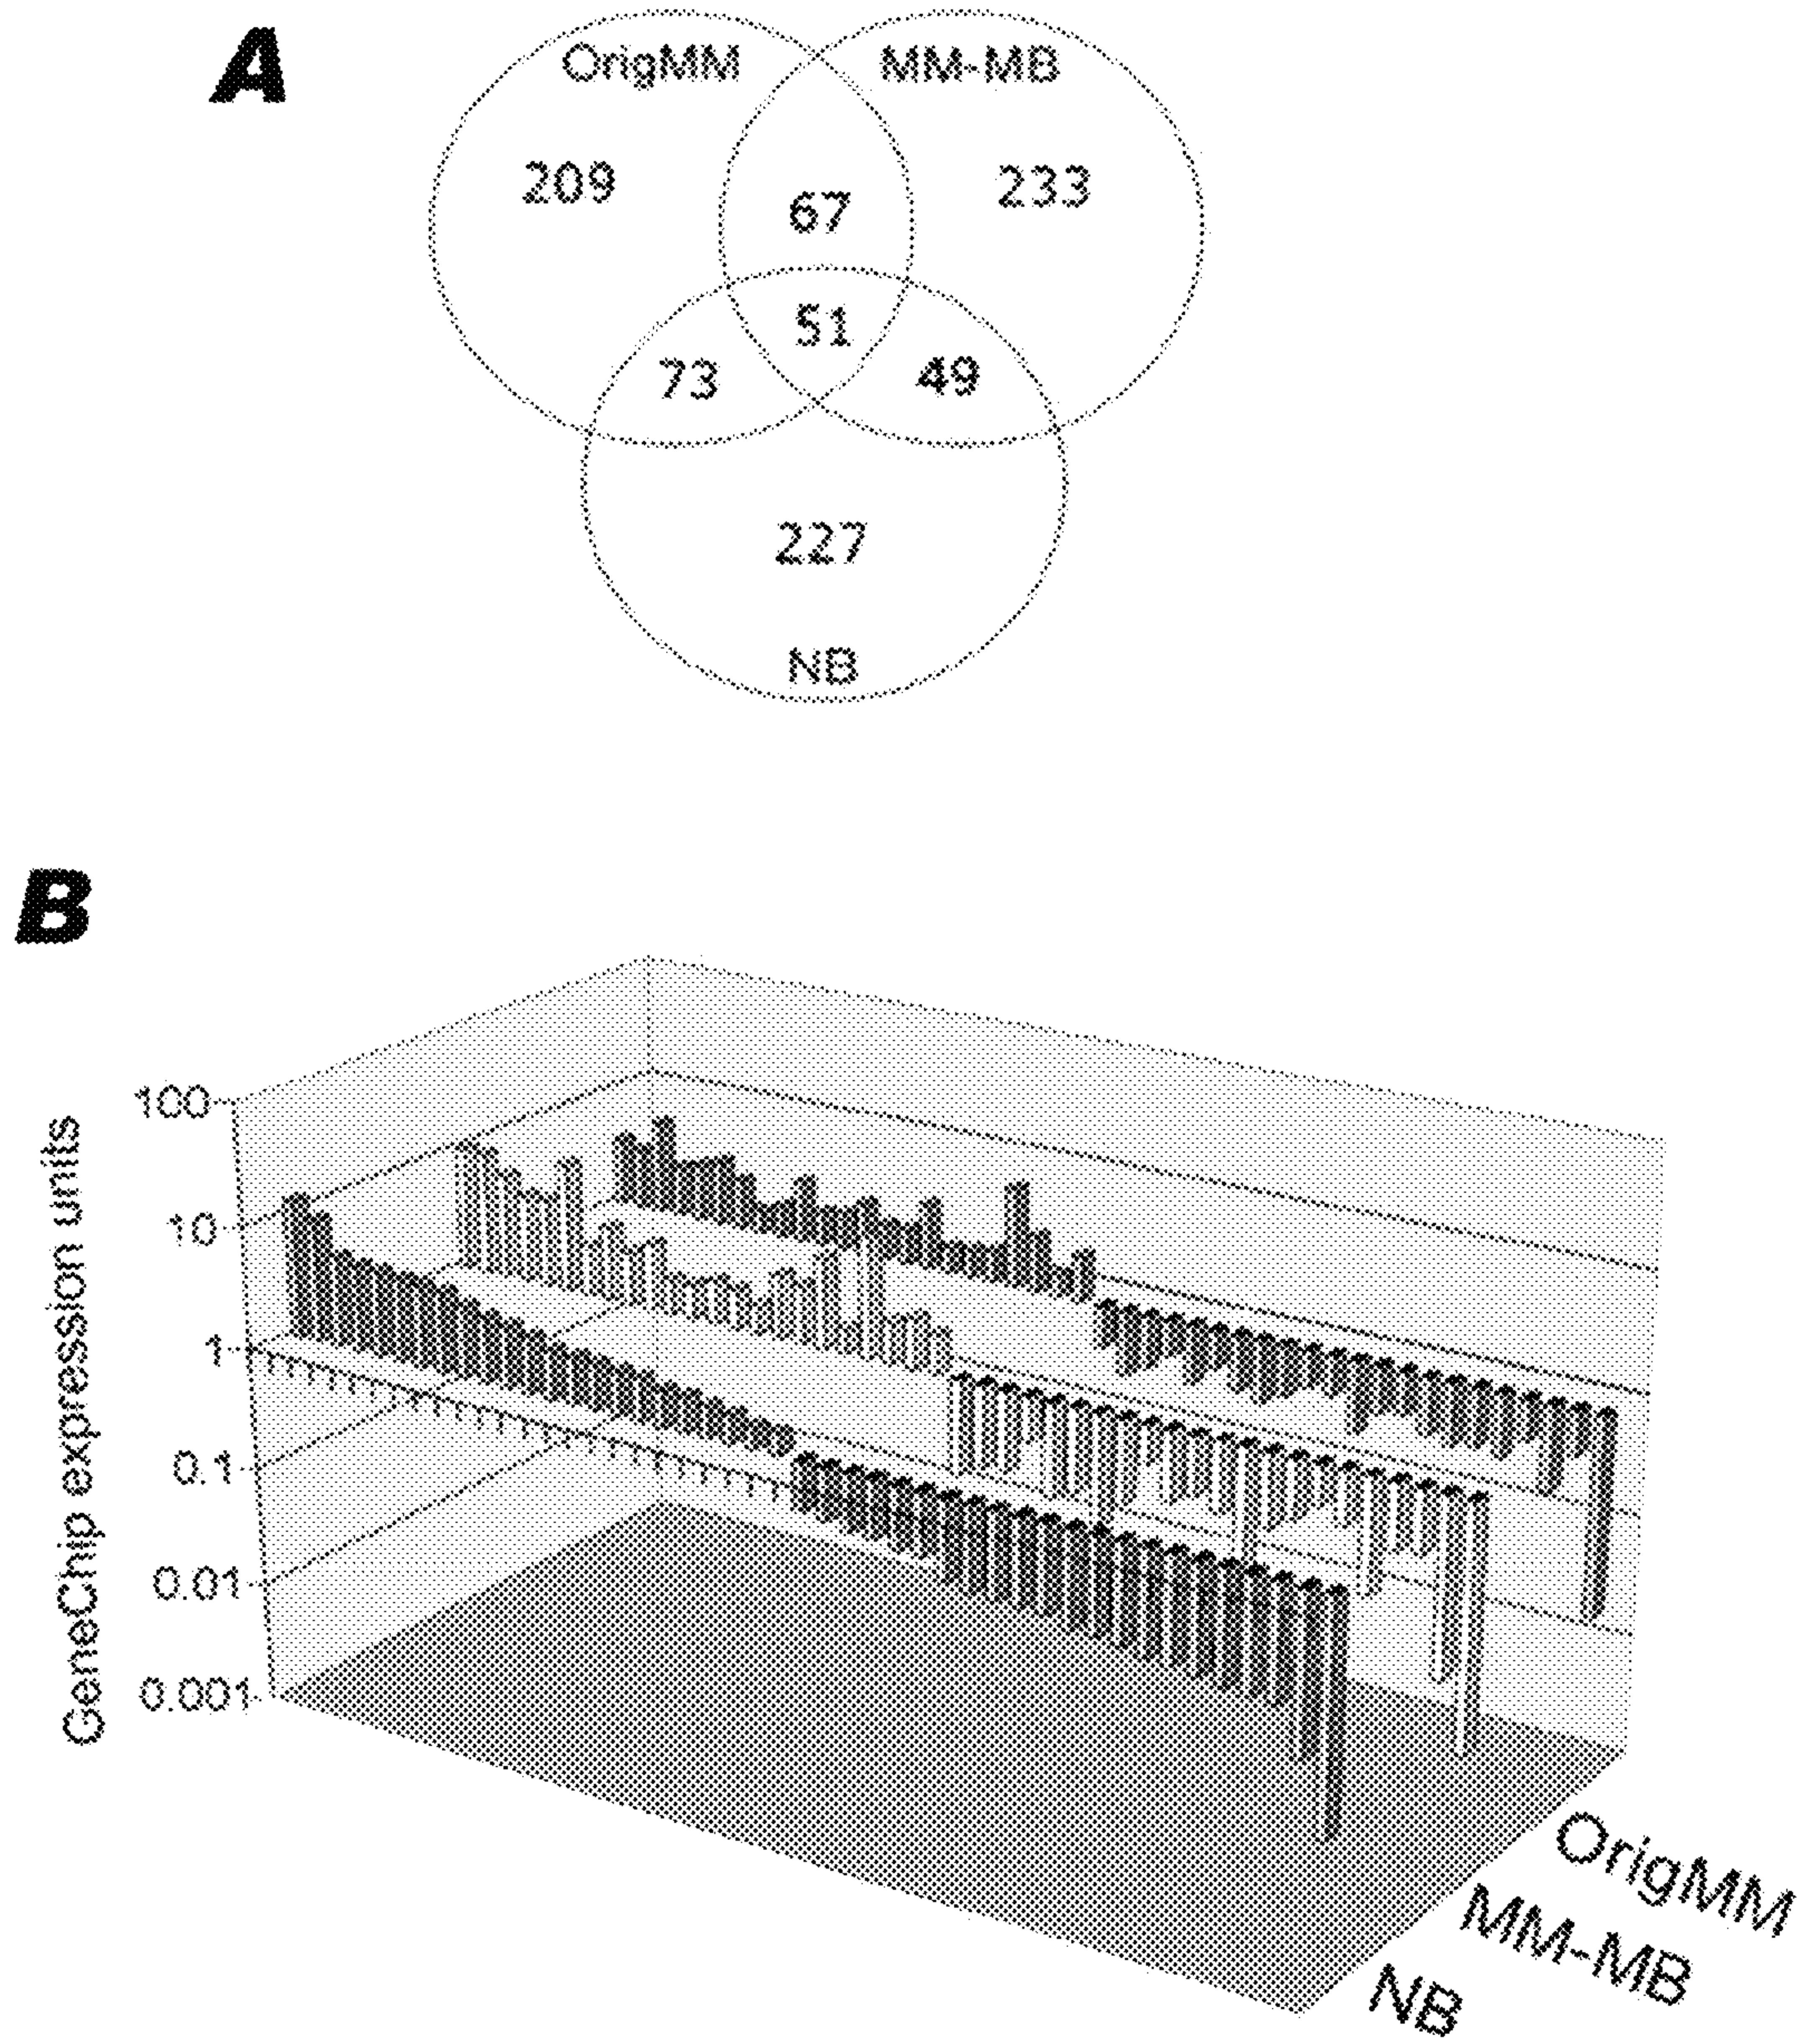 A
OrigMM MM-MB
209 67 233
51
73 49
227
NB
B
GeneChip expression units
100
10
1
0.1
0.01
0.001
OrigMM
MM-MB
NB